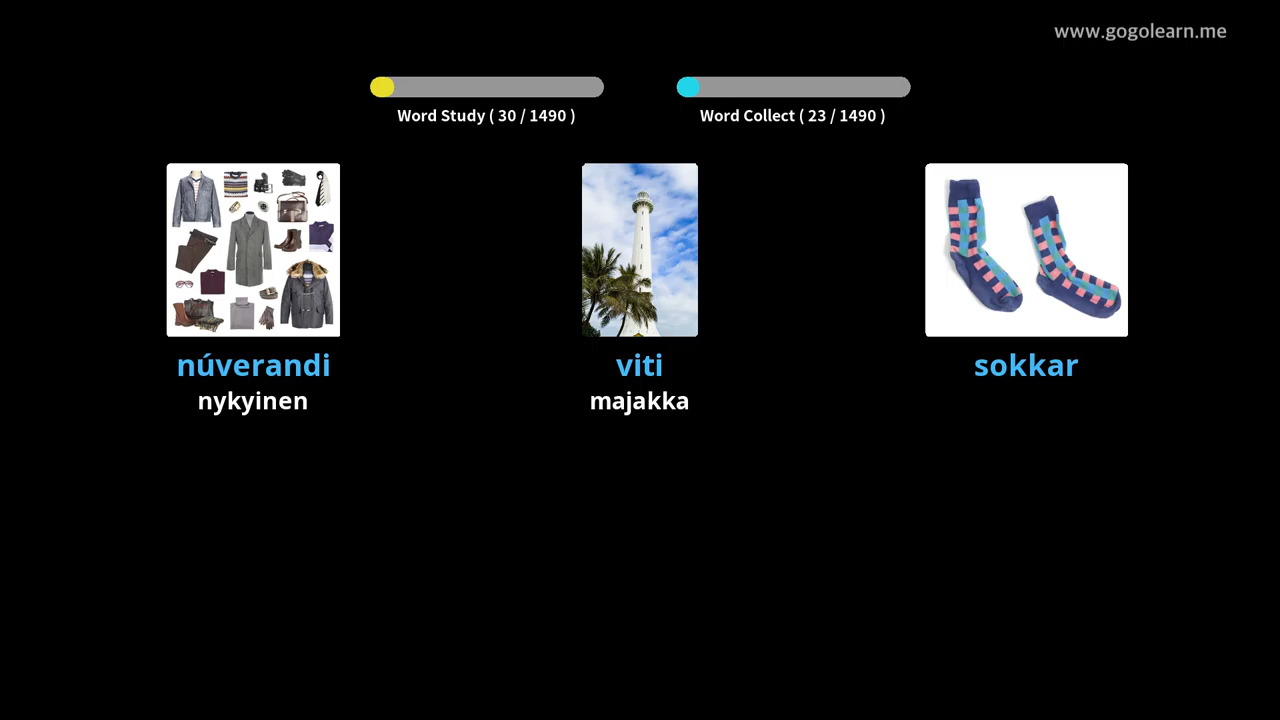 www.gogolearn.me
Word Study ( 30 / 1490 )
Word Collect ( 23 / 1490 )
núverandi
viti
sokkar
nykyinen
majakka